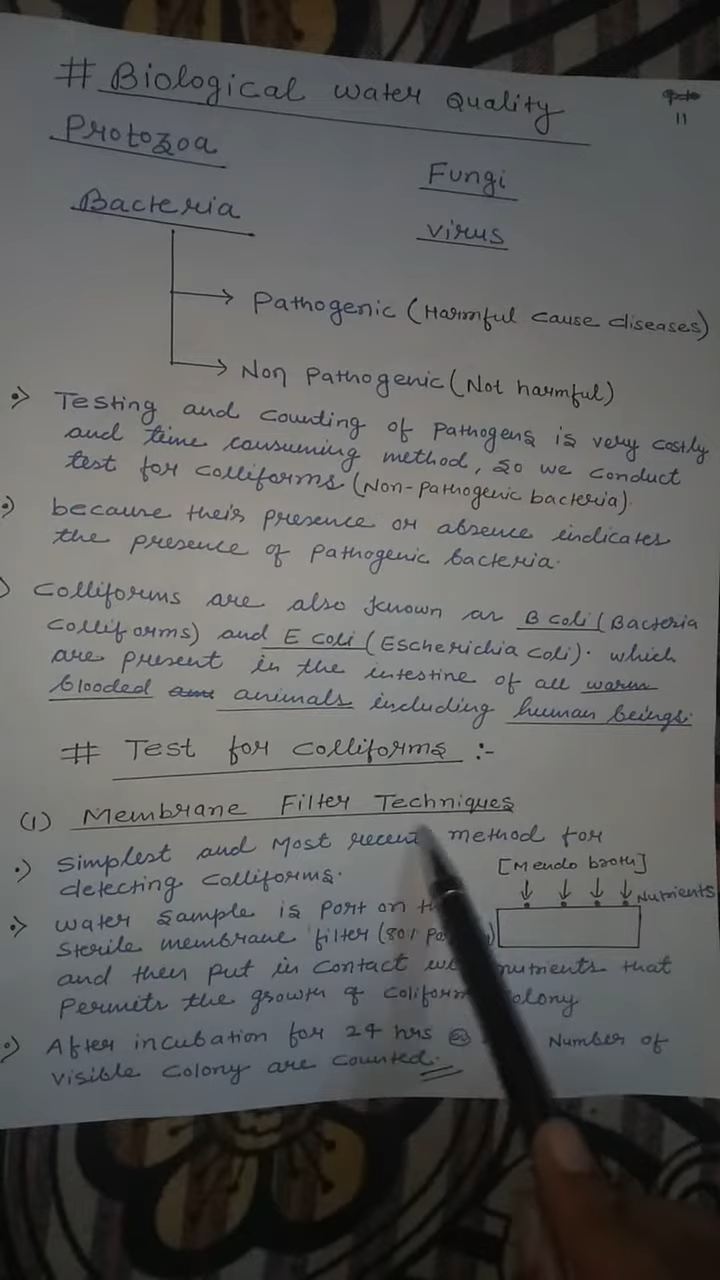 # Biological water Quality
11
Protozoa
Fungi
Bacteria
virus
Pathogenic (Harmful cause diseases)
Non Pathogenic (Not harmful)
Testing and counting of pathogens is very costly
and time consuming method, so we conduct
test for colliforms (Non-pathogenic bacteria).
because their presence or absence indicates
the presence of pathogenic bacteria.
Colliforms are also known as B coli (Bacteria
colliforms) and E coli (Escherichia coli). which
are present in the intestine of all warm
blooded animals including human beings.
# Test for colliforms :-
(1) Membrane Filter Techniques
Simplest and Most recent method for
detecting colliforms.
[Mendo broth]
Nutrients
water sample is port on
sterile membrane filter (80%
and then put in contact nutrients that
Permits the growth of coliform colony
After incubation for 24 hrs @ Number of
visible colony are counted.